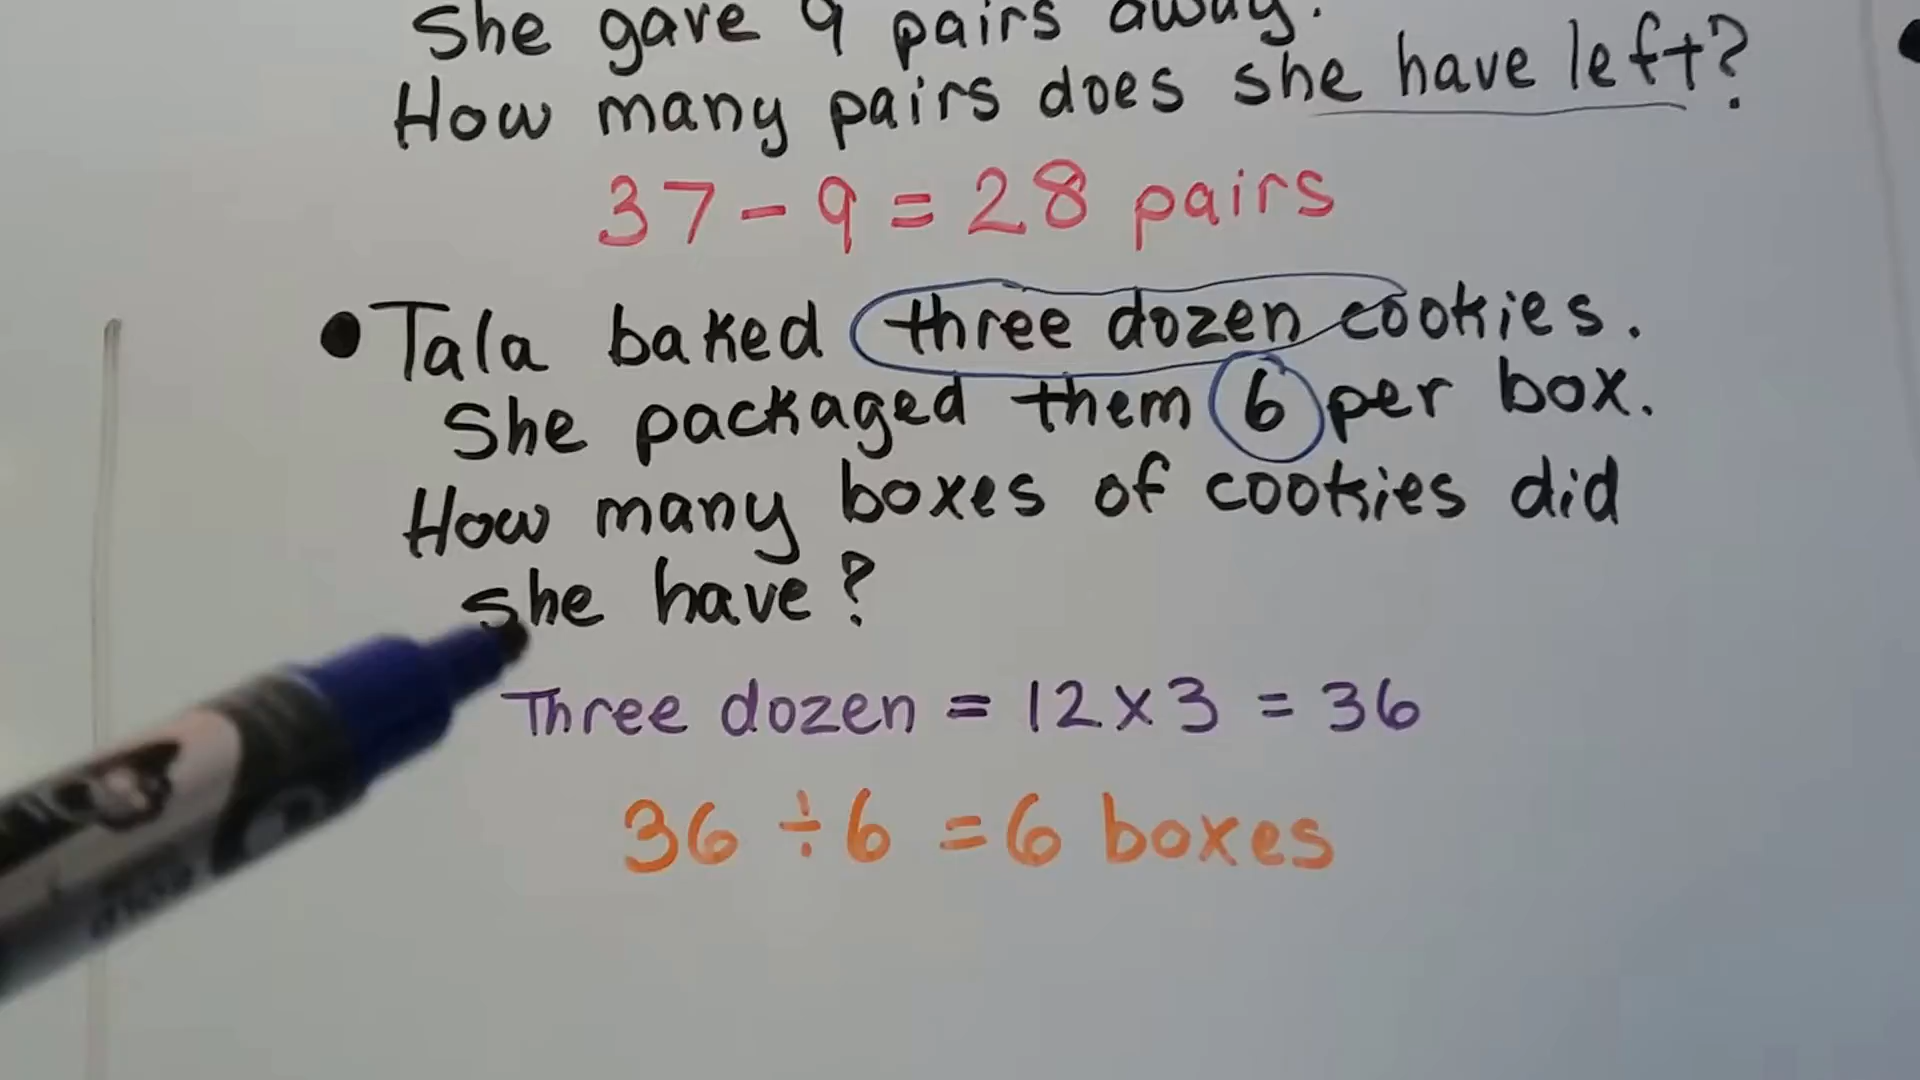 She gave 9 pairs away.
How many pairs does she have left?
37 - 9 = 28 pairs
• Tala baked three dozen cookies.
She packaged them 6 per box.
How many boxes of cookies did
she have?
Three dozen = 12 x 3 = 36
36 ÷ 6 = 6 boxes